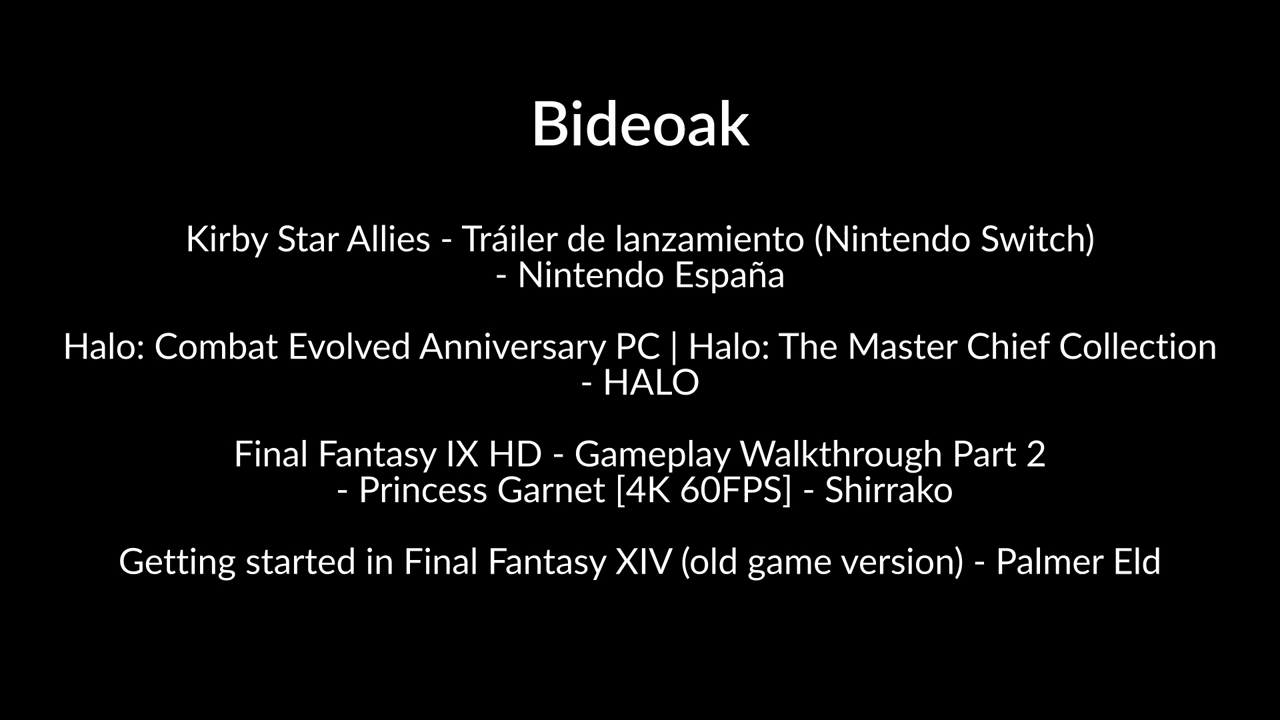 Bideoak
Kirby Star Allies - Tráiler de lanzamiento (Nintendo Switch)
- Nintendo España
Halo: Combat Evolved Anniversary PC | Halo: The Master Chief Collection
- HALO
Final Fantasy IX HD - Gameplay Walkthrough Part 2
- Princess Garnet [4K 60FPS] - Shirrako
Getting started in Final Fantasy XIV (old game version) - Palmer Eld